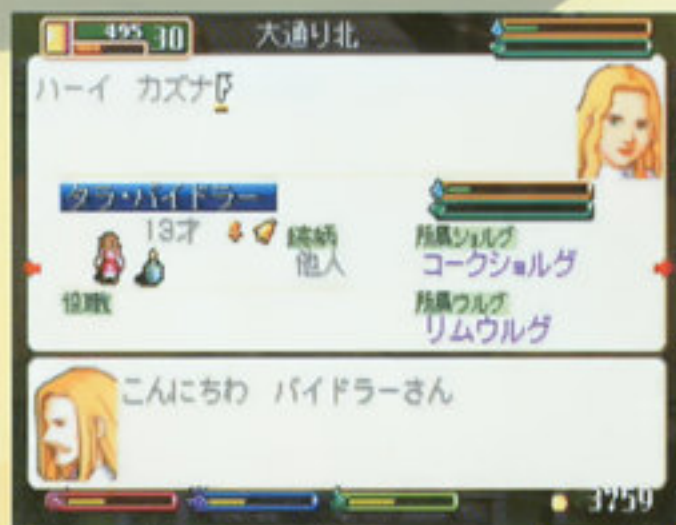 495 30
大通り北
ハーイ カズナ
タラ・バイドラー
13才
続柄
他人
所属ショルグ
コークショルグ
役職
所属ウルグ
リムウルグ
こんにちわ バイドラーさん
3759